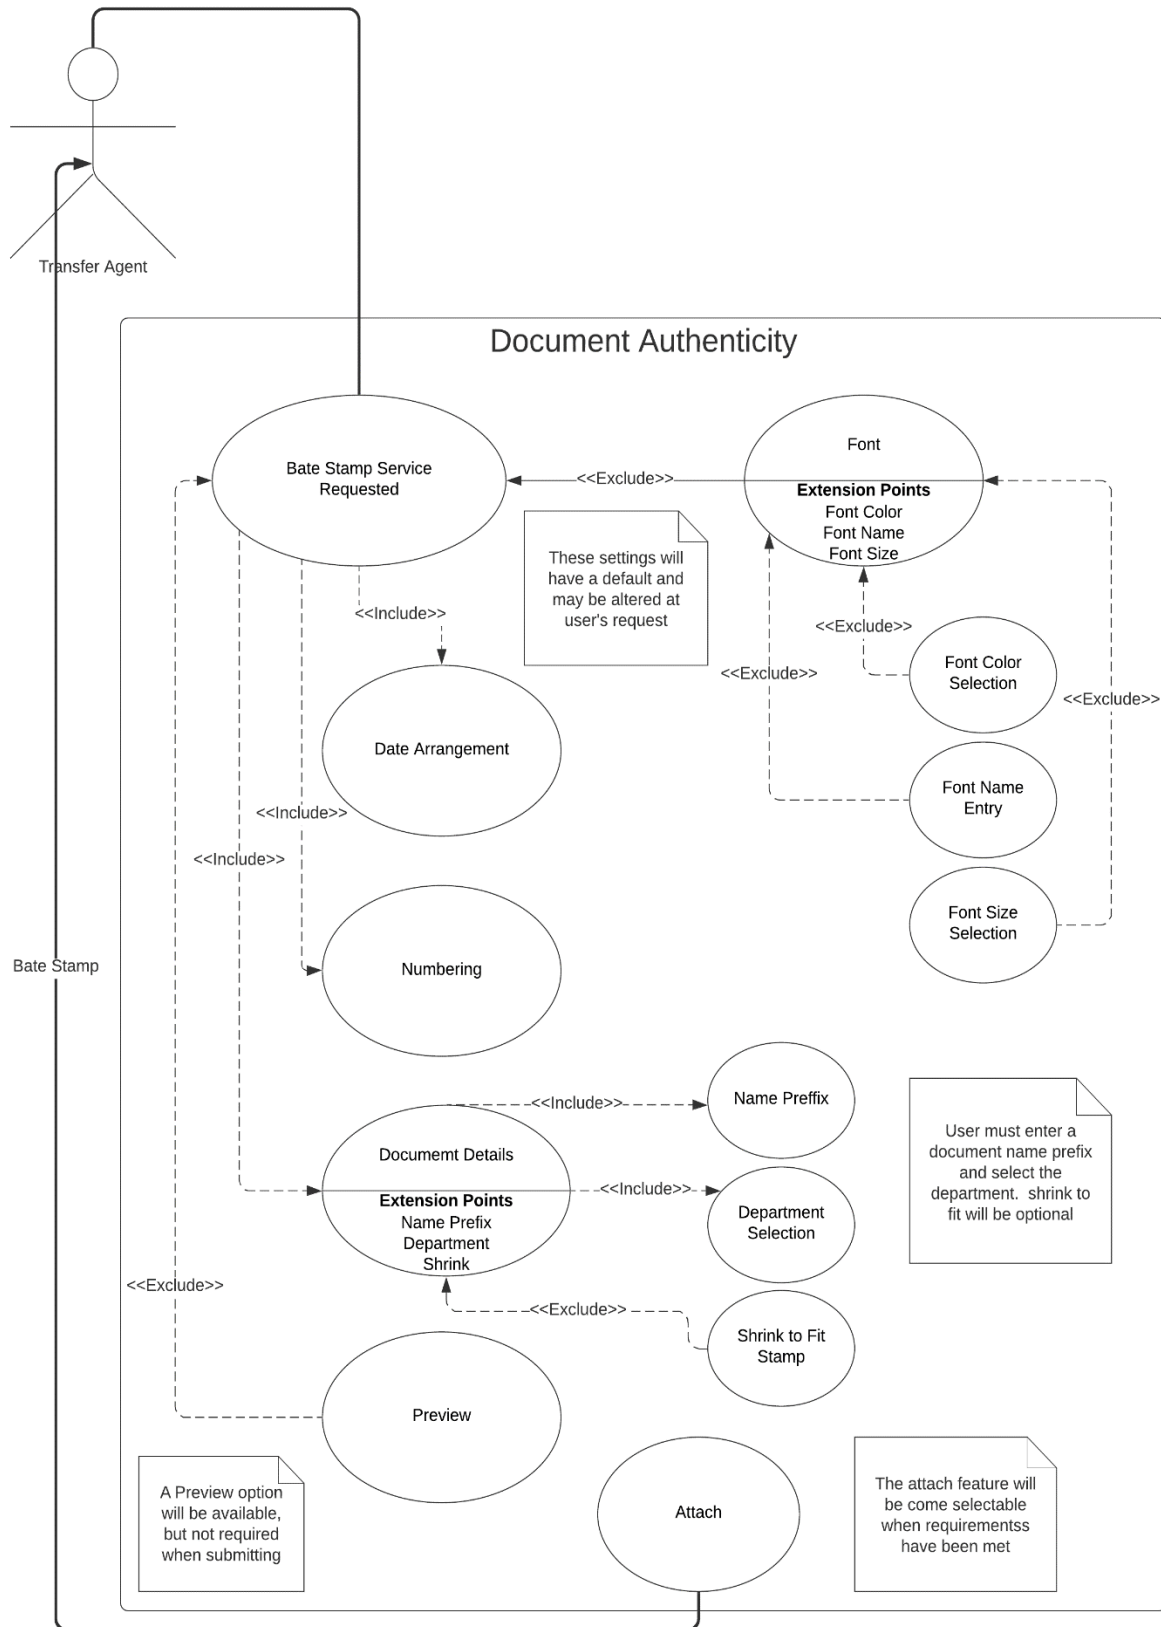 Transfer Agent
Document Authenticity
Bate Stamp Service
Requested
<<Exclude>>
Font
Extension Points
Font Color
Font Name
Font Size
These settings will
have a default and
may be altered at
user's request
<<Include>>
<<Exclude>>
<<Exclude>>
Font Color
Selection
<<Exclude>>
Date Arrangement
Font Name
Entry
<<Include>>
<<Include>>
Font Size
Selection
Bate Stamp
Numbering
<<Include>>
Name Preffix
Documemt Details
Extension Points
Name Prefix
Department
Shrink
<<Include>>
Department
Selection
User must enter a
document name prefix
and select the
department.  shrink to
fit will be optional
<<Exclude>>
<<Exclude>>
Shrink to Fit
Stamp
Preview
A Preview option
will be available,
but not required
when submitting
Attach
The attach feature will
be come selectable
when requirementss
have been met